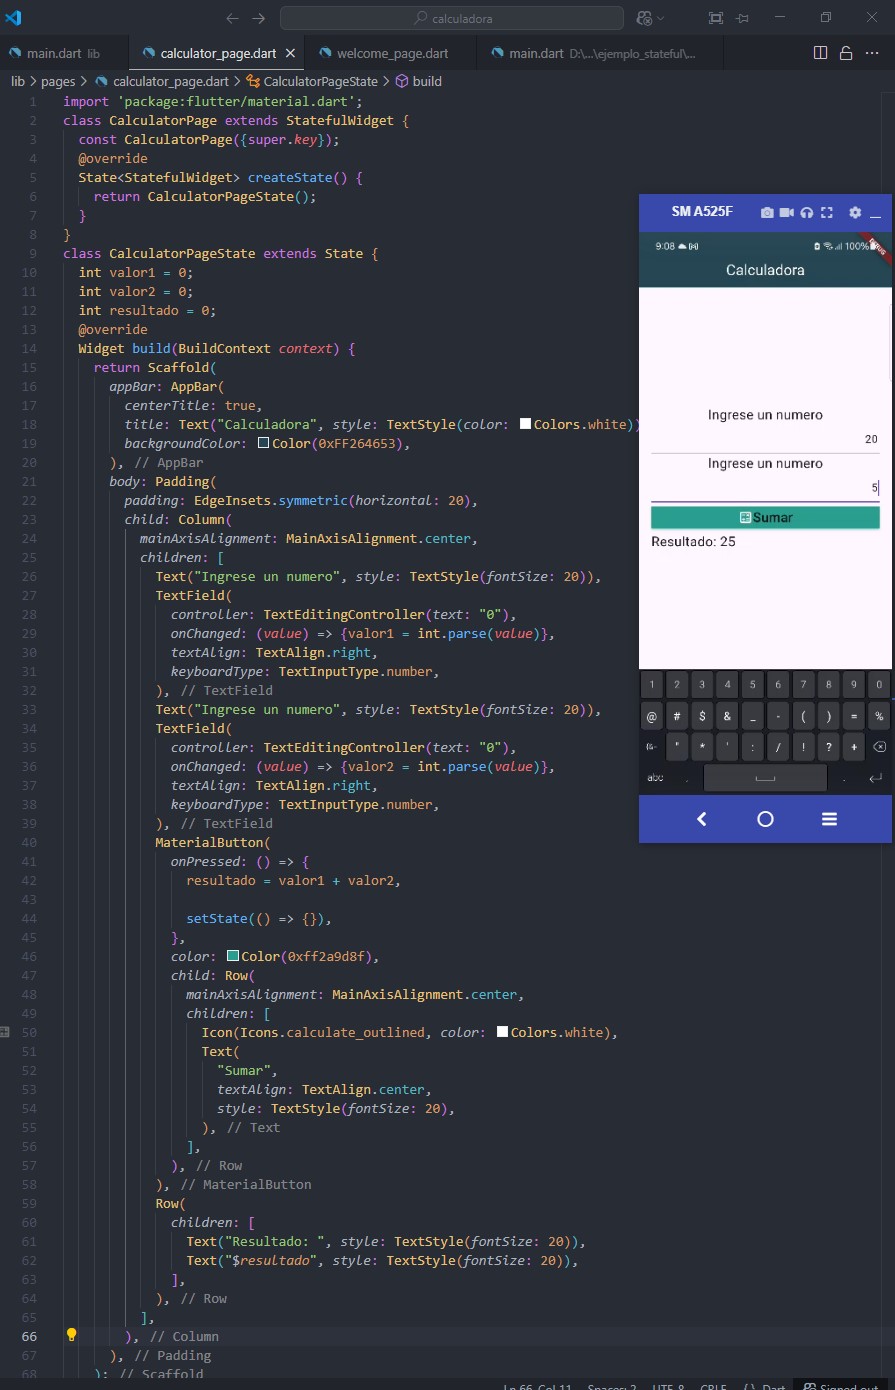 calculadora
main.dart lib
calculator_page.dart
welcome_page.dart
main.dart D:\...\ejemplo_stateful\...
lib > pages > calculator_page.dart > CalculatorPageState > build
1 import 'package:flutter/material.dart';
2 class CalculatorPage extends StatefulWidget {
3 const CalculatorPage({super.key});
4 @override
5 State<StatefulWidget> createState() {
6 return CalculatorPageState();
7 }
8 }
9 class CalculatorPageState extends State {
10 int valor1 = 0;
11 int valor2 = 0;
12 int resultado = 0;
13 @override
14 Widget build(BuildContext context) {
15 return Scaffold(
16 appBar: AppBar(
17 centerTitle: true,
18 title: Text("Calculadora", style: TextStyle(color: Colors.white))
19 backgroundColor: Color(0xFF264653),
20 ), // AppBar
21 body: Padding(
22 padding: EdgeInsets.symmetric(horizontal: 20),
23 child: Column(
24 mainAxisAlignment: MainAxisAlignment.center,
25 children: [
26 Text("Ingrese un numero", style: TextStyle(fontSize: 20)),
27 TextField(
28 controller: TextEditingController(text: "0"),
29 onChanged: (value) => {valor1 = int.parse(value)},
30 textAlign: TextAlign.right,
31 keyboardType: TextInputType.number,
32 ), // TextField
33 Text("Ingrese un numero", style: TextStyle(fontSize: 20)),
34 TextField(
35 controller: TextEditingController(text: "0"),
36 onChanged: (value) => {valor2 = int.parse(value)},
37 textAlign: TextAlign.right,
38 keyboardType: TextInputType.number,
39 ), // TextField
40 MaterialButton(
41 onPressed: () => {
42 resultado = valor1 + valor2,
43
44 setState(() => {}),
45 },
46 color: Color(0xff2a9d8f),
47 child: Row(
48 mainAxisAlignment: MainAxisAlignment.center,
49 children: [
50 Icon(Icons.calculate_outlined, color: Colors.white),
51 Text(
52 "Sumar",
53 textAlign: TextAlign.center,
54 style: TextStyle(fontSize: 20),
55 ), // Text
56 ],
57 ), // Row
58 ), // MaterialButton
59 Row(
60 children: [
61 Text("Resultado: ", style: TextStyle(fontSize: 20)),
62 Text("$resultado", style: TextStyle(fontSize: 20)),
63 ],
64 ), // Row
65 ],
66 ), // Column
67 ), // Padding
68 ); // Scaffold
SM A525F
9:08
100%
DEBUG
Calculadora
Ingrese un numero
20
Ingrese un numero
5
Sumar
Resultado: 25
1 2 3 4 5 6 7 8 9 0
@ # $ & _ - ( ) = %
" * ' : / ! ? +
abc , .
Ln 66, Col 11 Spaces: 2 UTF-8 CRLF {} Dart Signed out